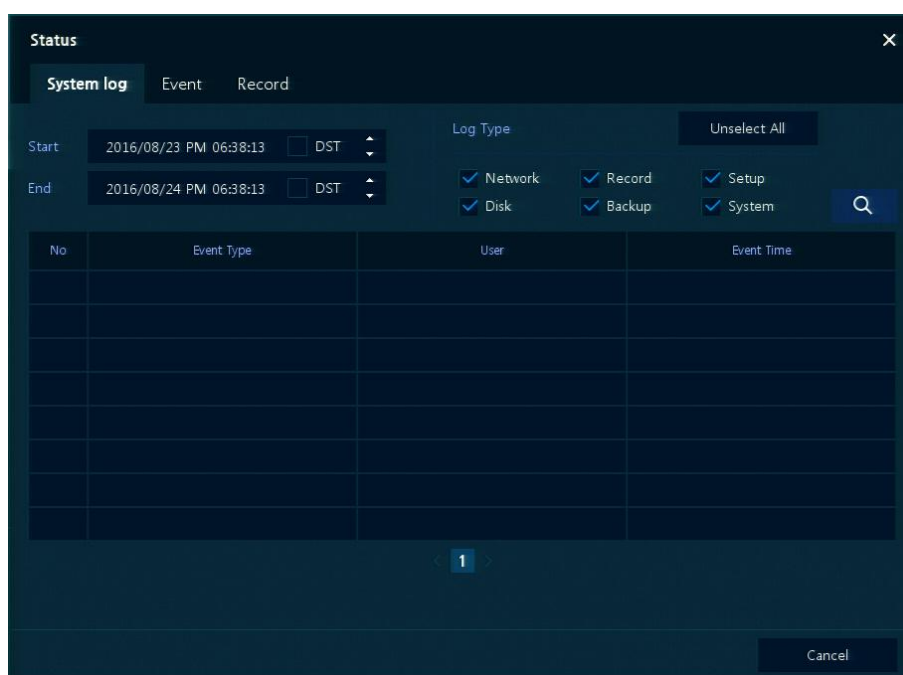 Status
System log Event Record
Log Type Unselect All
Start 2016/08/23 PM 06:38:13 DST
End 2016/08/24 PM 06:38:13 DST
Network Record Setup
Disk Backup System
No Event Type User Event Time
1
Cancel